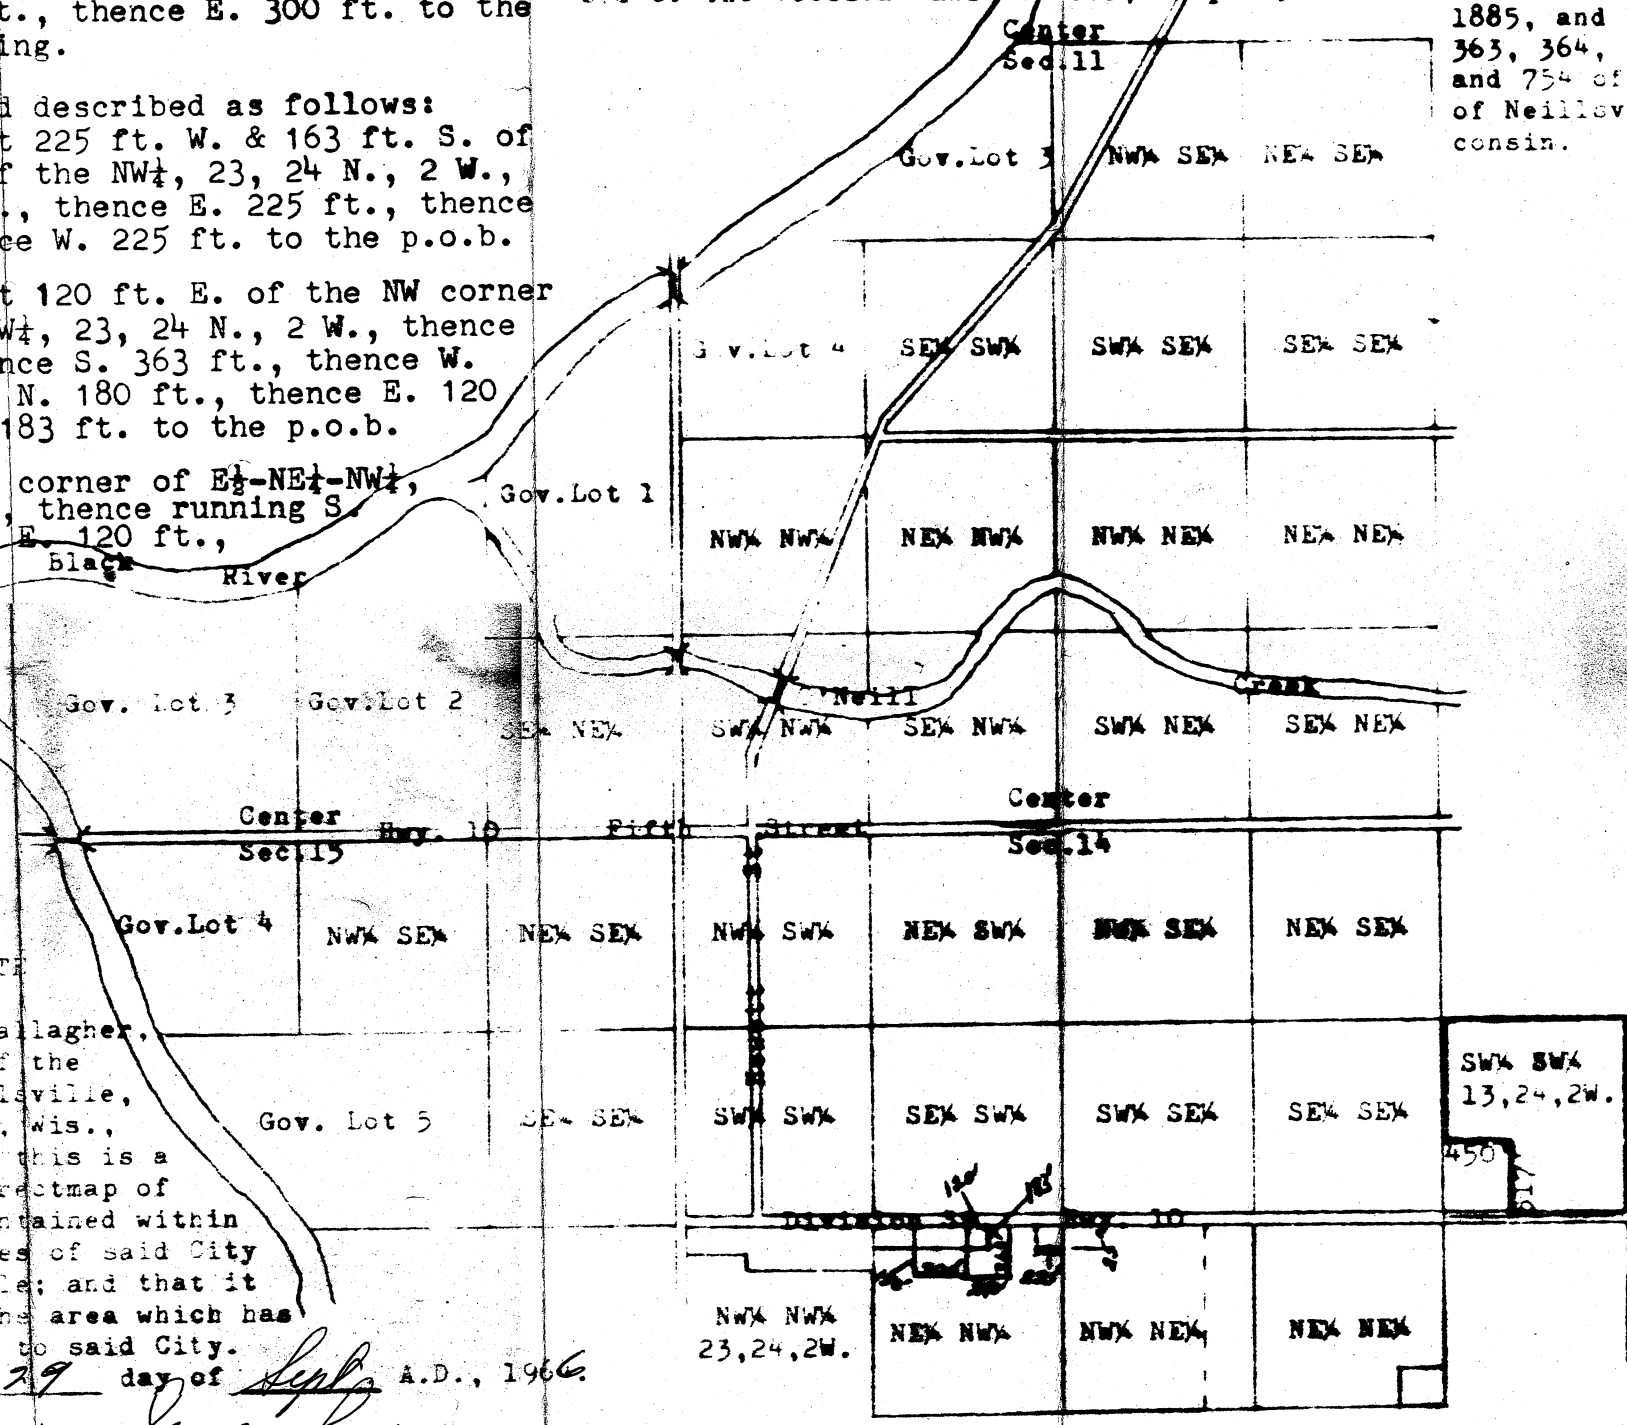 t., thence E. 300 ft. to the
ing.
d described as follows:
t 225 ft. W. & 163 ft. S. of
f the NW¼, 23, 24 N., 2 W.,
., thence E. 225 ft., thence
ce W. 225 ft. to the p.o.b.
t 120 ft. E. of the NW corner
W¼, 23, 24 N., 2 W., thence
nce S. 363 ft., thence W.
N. 180 ft., thence E. 120
183 ft. to the p.o.b.
corner of E½-NE¼-NW¼,
, thence running S.
E. 120 ft.,
1885, and
363, 364,
and 754 of
of Neillsv
consin.
Center
Sec.11
Gov.Lot 3 NW¼ SE¼ NE¼ SE¼
Gov.Lot 4 SE¼ SW¼ SW¼ SE¼ SE¼ SE¼
Gov.Lot 1
NW¼ NW¼ NE¼ NW¼ NW¼ NE¼ NE¼ NE¼
Black River
Neill Creek
Gov. Lot 3 Gov.Lot 2 SE¼ NE¼ SW¼ NW¼ SE¼ NW¼ SW¼ NE¼ SE¼ NE¼
Center
Sec.15
Hwy. 10 Fifth Street
Center
Sec.14
Gov.Lot 4 NW¼ SE¼ NE¼ SE¼ NW¼ SW¼ NE¼ SW¼ NW¼ SE¼ NE¼ SE¼
Hewett St
Gov. Lot 5 SE¼ SE¼ SW¼ SW¼ SE¼ SW¼ SW¼ SE¼ SE¼ SE¼
SW¼ SW¼
13,24,2W.
450
517
120' 183'
Division St. Hwy. 10
NW¼ NW¼
23,24,2W.
NE¼ NW¼ NW¼ NE¼ NE¼ NE¼
allagher,
f the
lsville,
, Wis.,
this is a
rectmap of
ntained within
es of said City
le; and that it
he area which has
to said City.
29 day of Sept A.D., 1966.